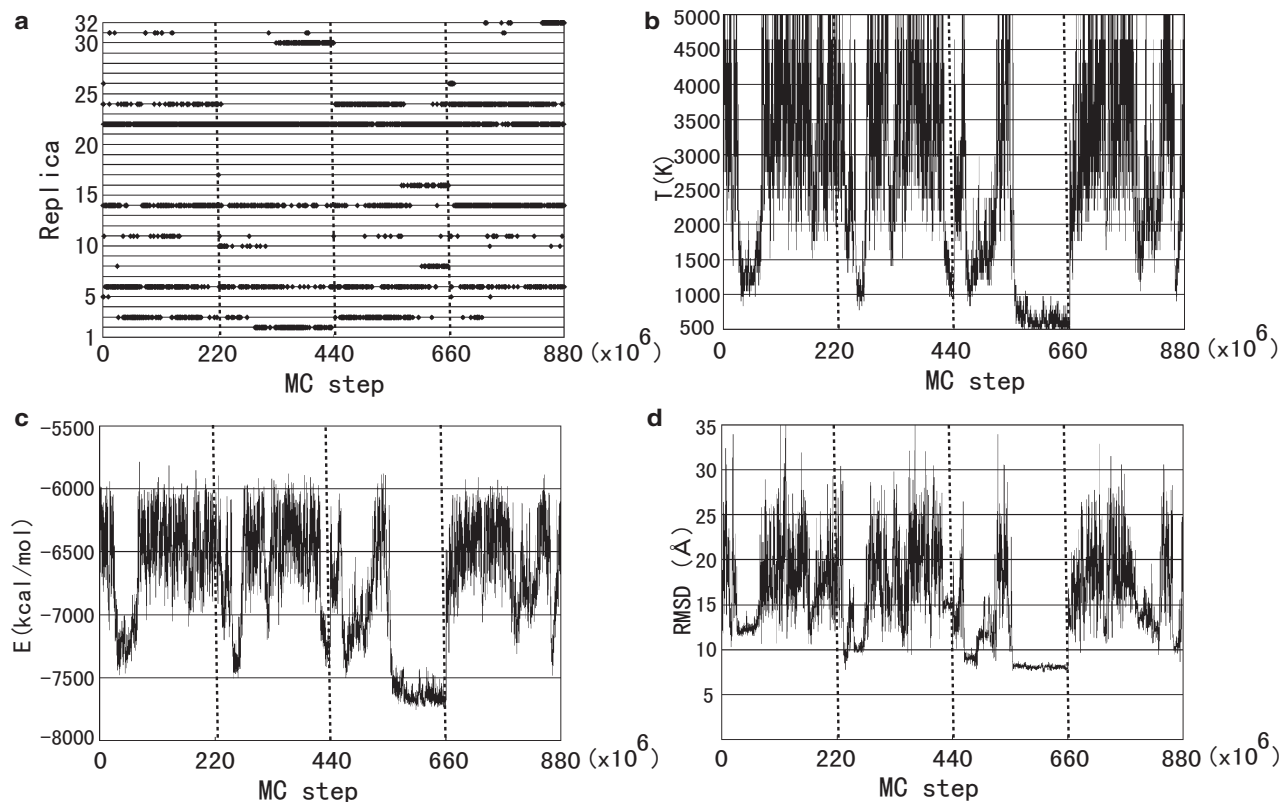 a
32
30
25
20
15
10
5
1
Replica
0 220 440 660 880 (x10^6)
MC step
b
5000
4500
4000
3500
3000
2500
2000
1500
1000
500
T(K)
0 220 440 660 880 (x10^6)
MC step
c
-5500
-6000
-6500
-7000
-7500
-8000
E(kcal/mol)
0 220 440 660 880 (x10^6)
MC step
d
35
30
25
20
15
10
5
RMSD (Å)
0 220 440 660 880 (x10^6)
MC step